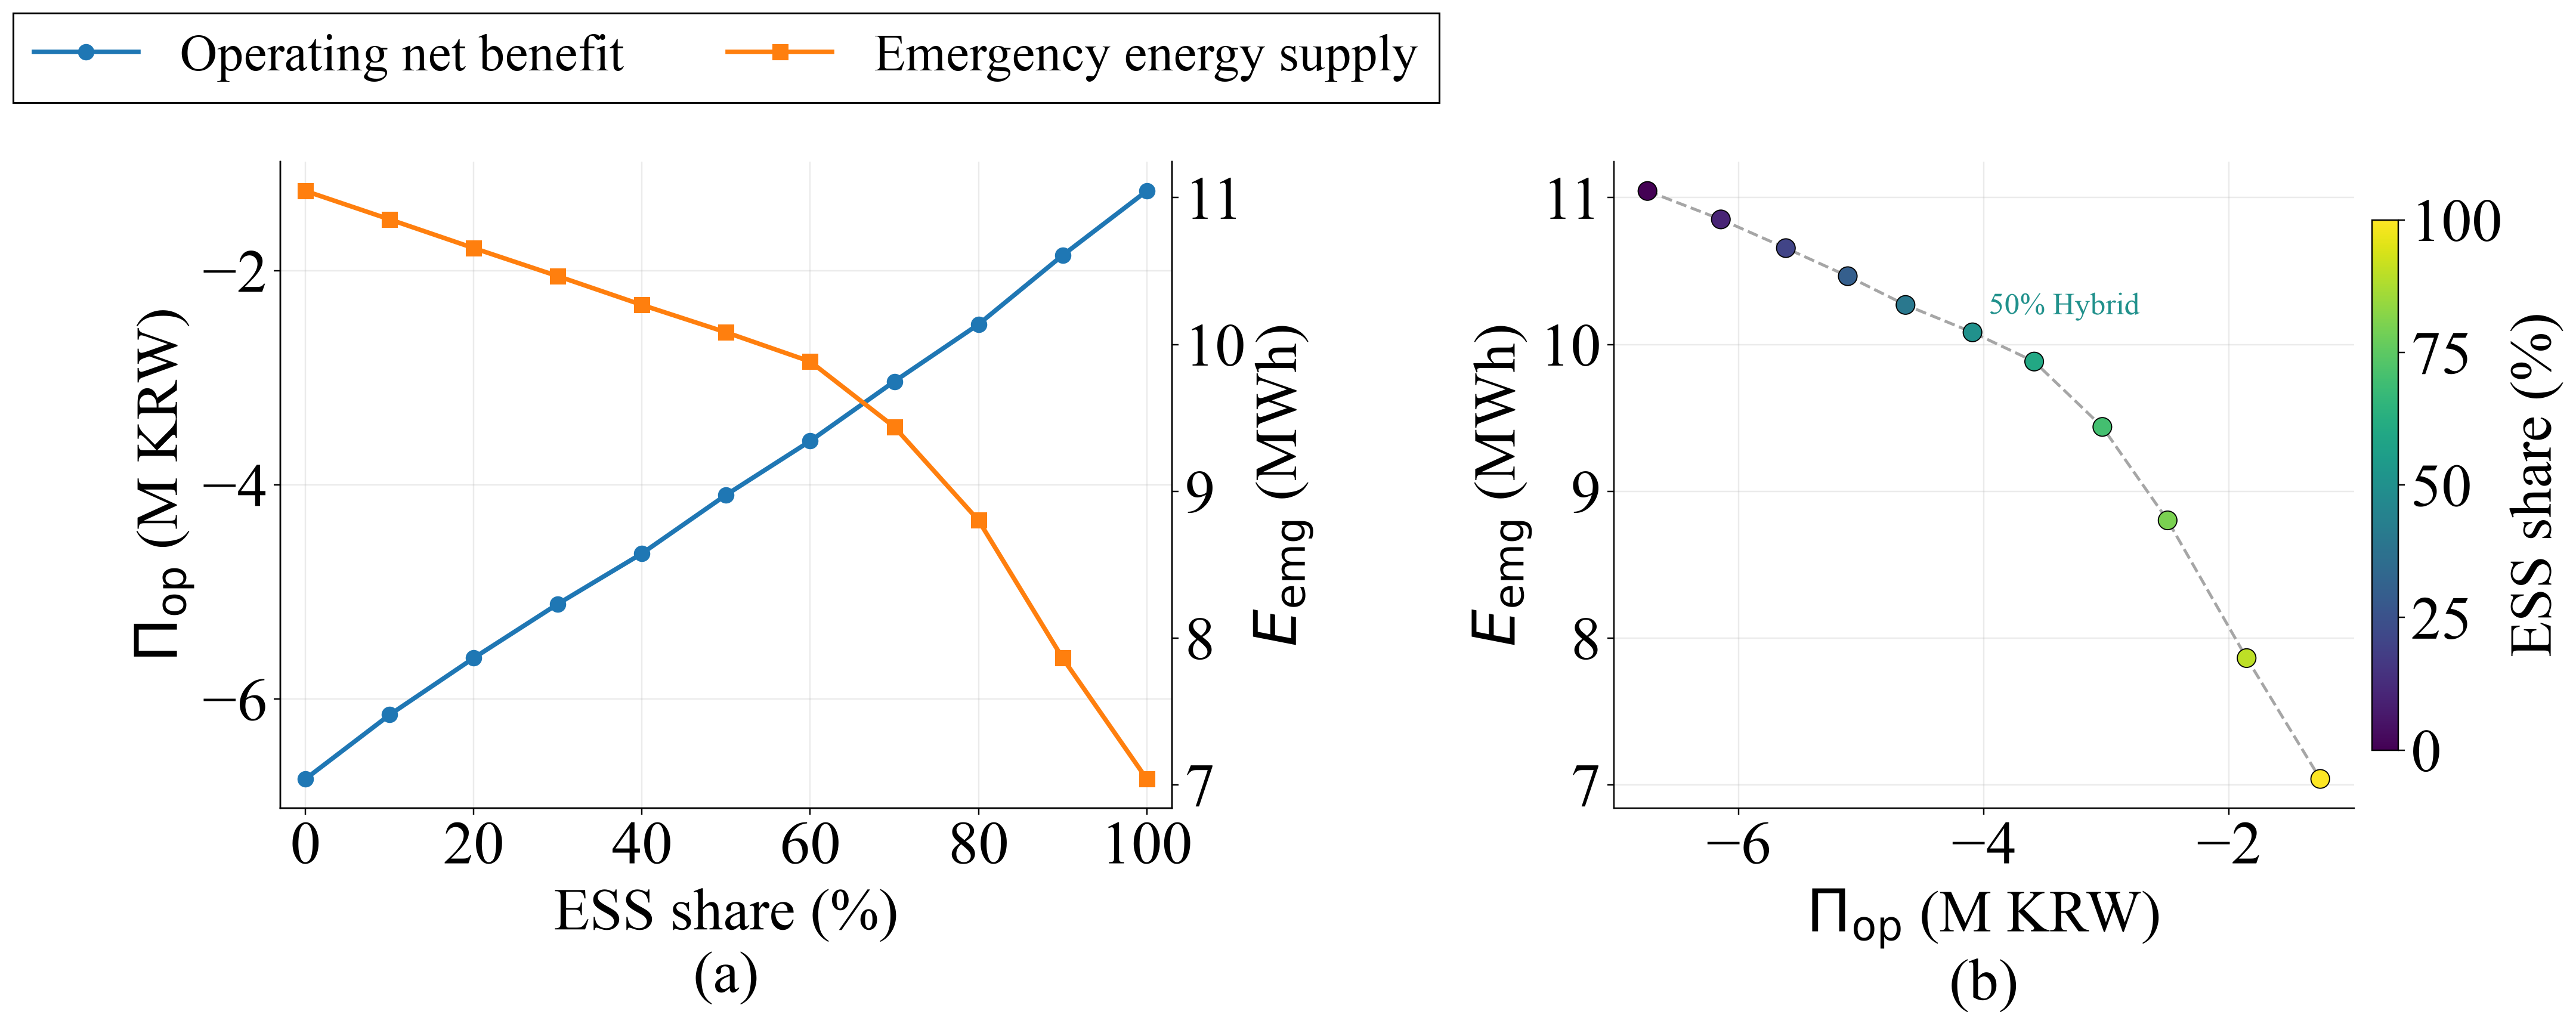 Operating net benefit
Emergency energy supply
−2
−4
−6
Πop (M KRW)
11
10
9
8
7
Eemg (MWh)
0 20 40 60 80 100
ESS share (%)
(a)
11
10
9
8
7
Eemg (MWh)
50% Hybrid
−6 −4 −2
Πop (M KRW)
(b)
100
75
50
25
0
ESS share (%)